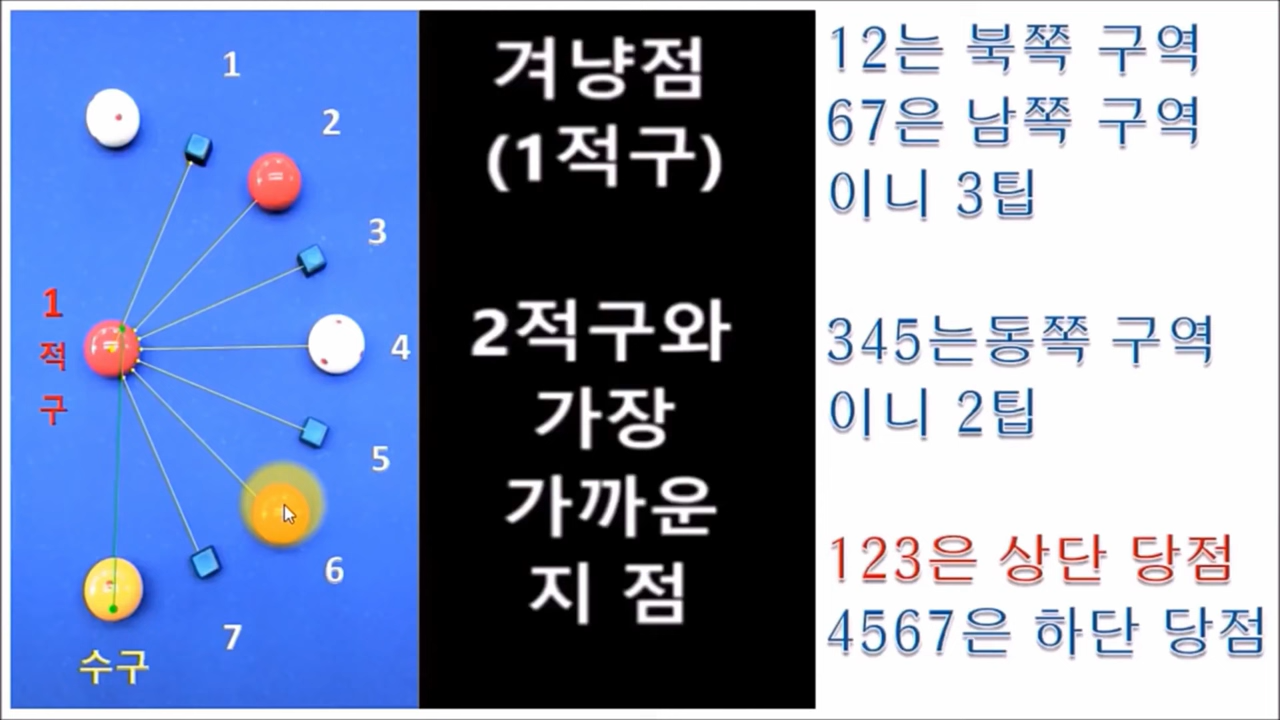 1
2
3
4
5
6
7
1
적
구
수구
겨냥점
(1적구)
2적구와
가장
가까운
지 점
12는 북쪽 구역
67은 남쪽 구역
이니 3팁
345는동쪽 구역
이니 2팁
123은 상단 당점
4567은 하단 당점